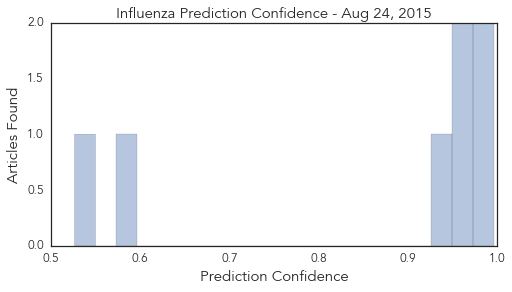 Influenza Prediction Confidence - Aug 24, 2015
2.0
1.5
1.0
0.5
0.0
Articles Found
0.5 0.6 0.7 0.8 0.9 1.0
Prediction Confidence